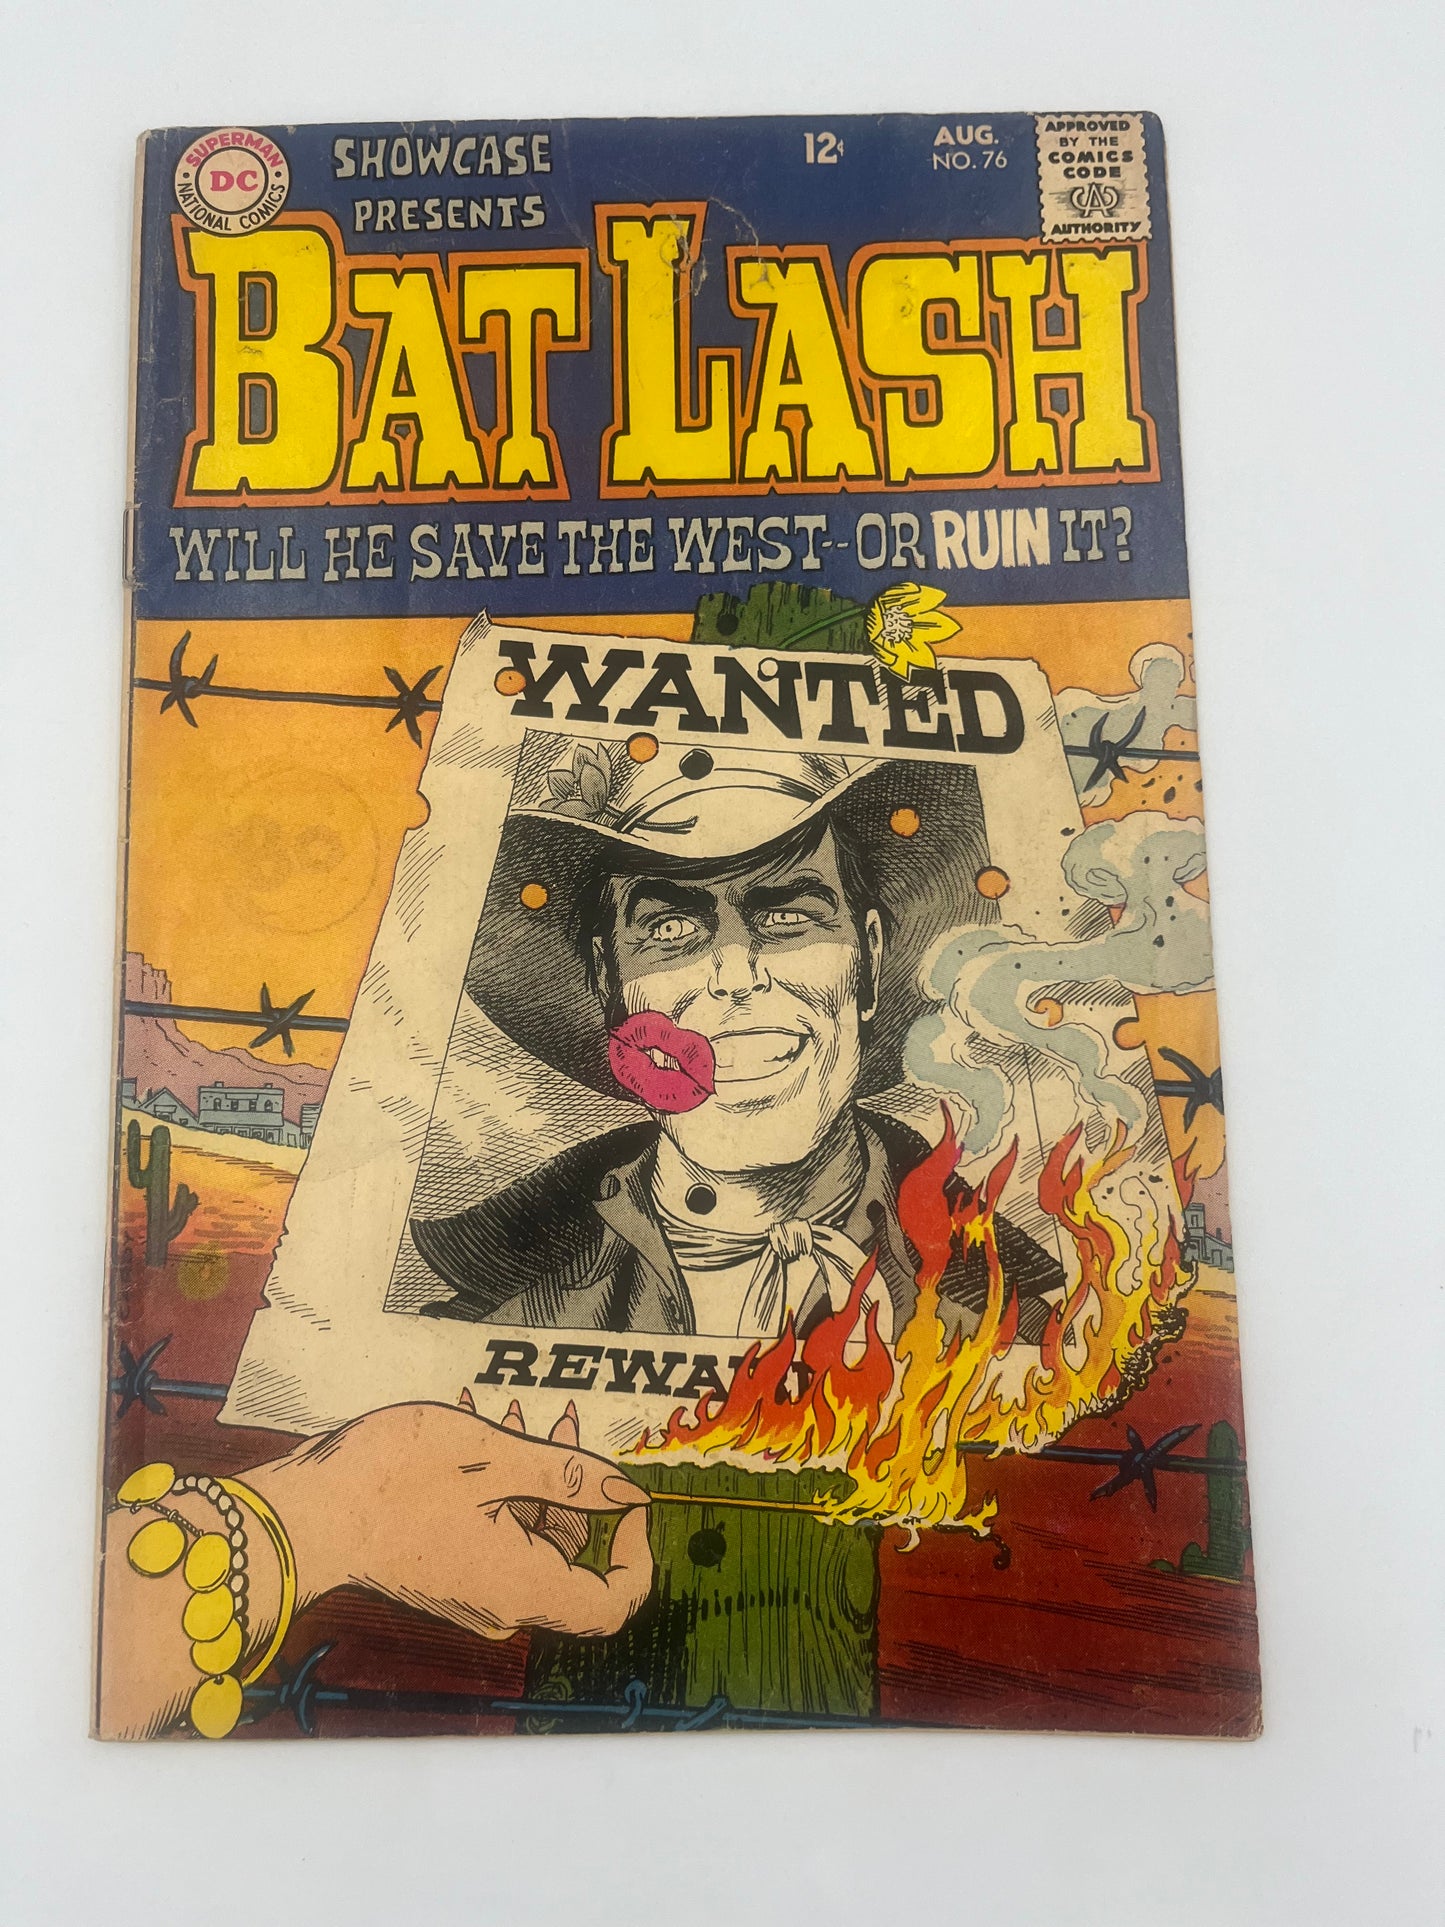 SUPERMAN
DC
NATIONAL COMICS
SHOWCASE
PRESENTS
12¢
AUG.
NO. 76
APPROVED
BY THE
COMICS
CODE
CA
AUTHORITY
BAT LASH
WILL HE SAVE THE WEST--OR RUIN IT?
WANTED
REWARD